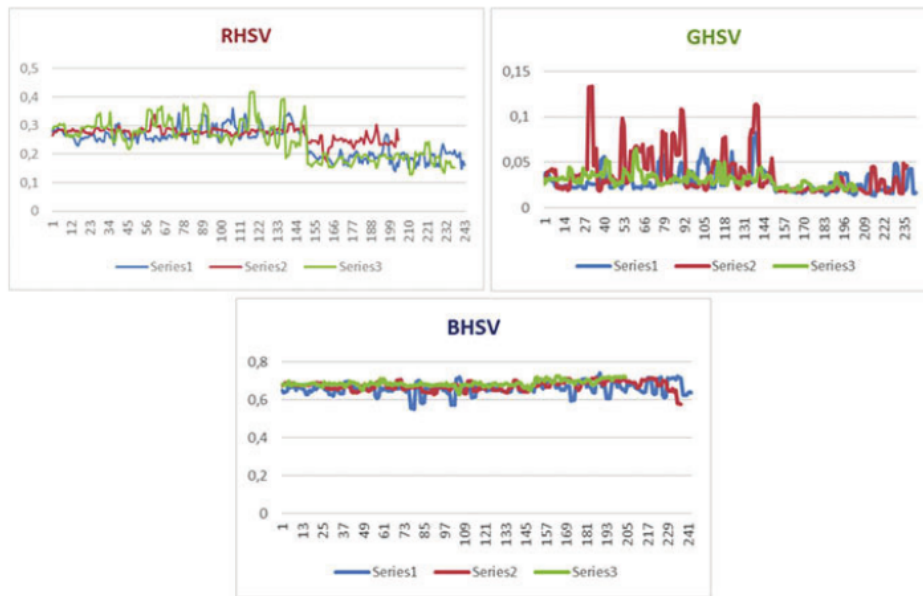 RHSV
0,5
0,4
0,3
0,2
0,1
0
1 12 23 34 45 56 67 78 89 100 111 122 133 144 155 166 177 188 199 210 221 232 243
Series1 Series2 Series3
GHSV
0,15
0,1
0,05
0
1 14 27 40 53 66 79 92 105 118 131 144 157 170 183 196 209 222 235
Series1 Series2 Series3
BHSV
0,8
0,6
0,4
0,2
0
1 13 25 37 49 61 73 85 97 109 121 133 145 157 169 181 193 205 217 229 241
Series1 Series2 Series3